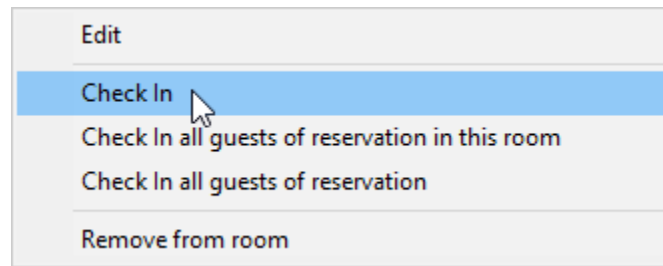 Edit
Check In
Check In all guests of reservation in this room
Check In all guests of reservation
Remove from room